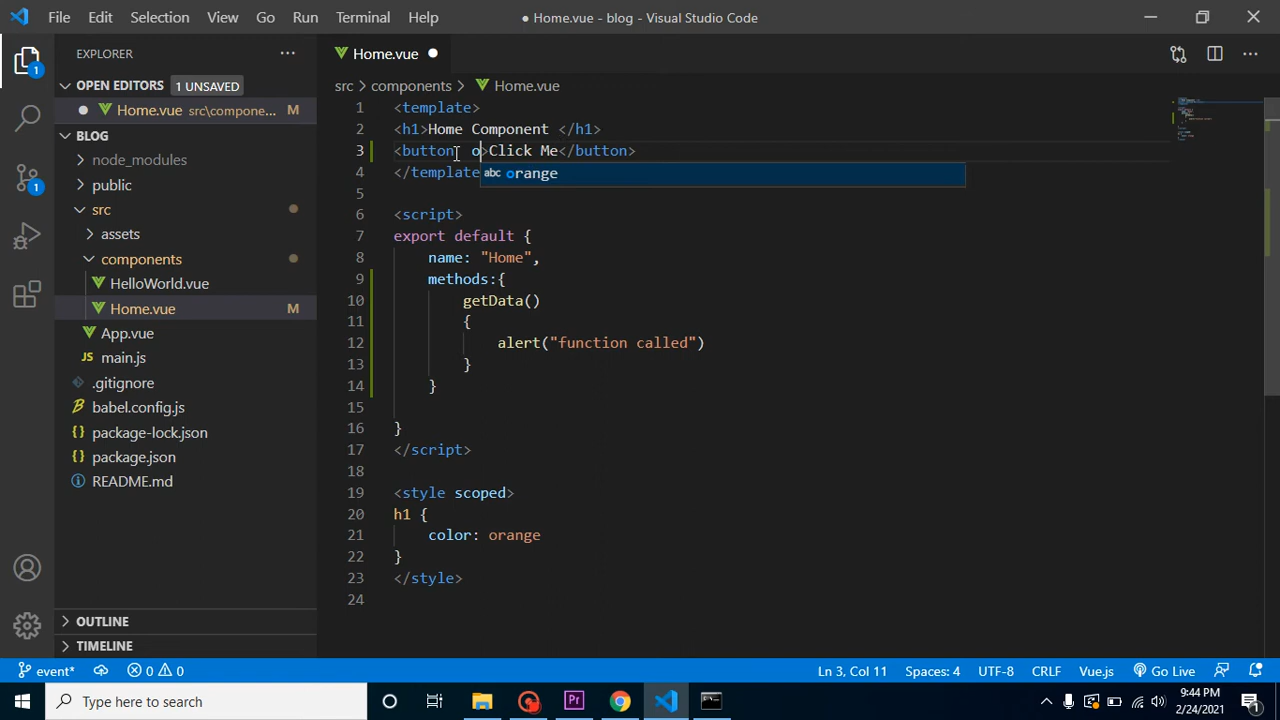 File Edit Selection View Go Run Terminal Help
● Home.vue - blog - Visual Studio Code
EXPLORER
OPEN EDITORS 1 UNSAVED
Home.vue src\compone... M
BLOG
node_modules
public
src
assets
components
HelloWorld.vue
Home.vue M
App.vue
main.js
.gitignore
babel.config.js
package-lock.json
package.json
README.md
OUTLINE
TIMELINE
1
1
Home.vue
src > components > Home.vue
1 <template>
2 <h1>Home Component </h1>
3 <button  o>Click Me</button>
abc orange
4 </template
5
6 <script>
7 export default {
8 name: "Home",
9 methods:{
10 getData()
11 {
12 alert("function called")
13 }
14 }
15
16 }
17 </script>
18
19 <style scoped>
20 h1 {
21 color: orange
22 }
23 </style>
24
event* 0 0 Ln 3, Col 11 Spaces: 4 UTF-8 CRLF Vue.js Go Live
Type here to search
Pr
9:44 PM
2/24/2021
1